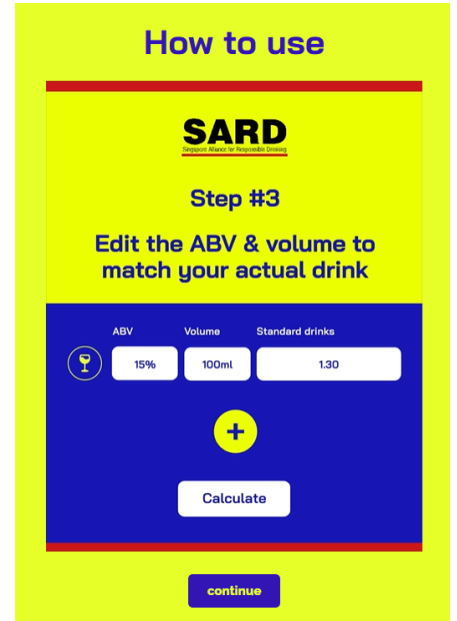 How to use
SARD
Singapore Alliance for Responsible Drinking
Step #3
Edit the ABV & volume to
match your actual drink
ABV Volume Standard drinks
15% 100ml 1.30
+
Calculate
continue